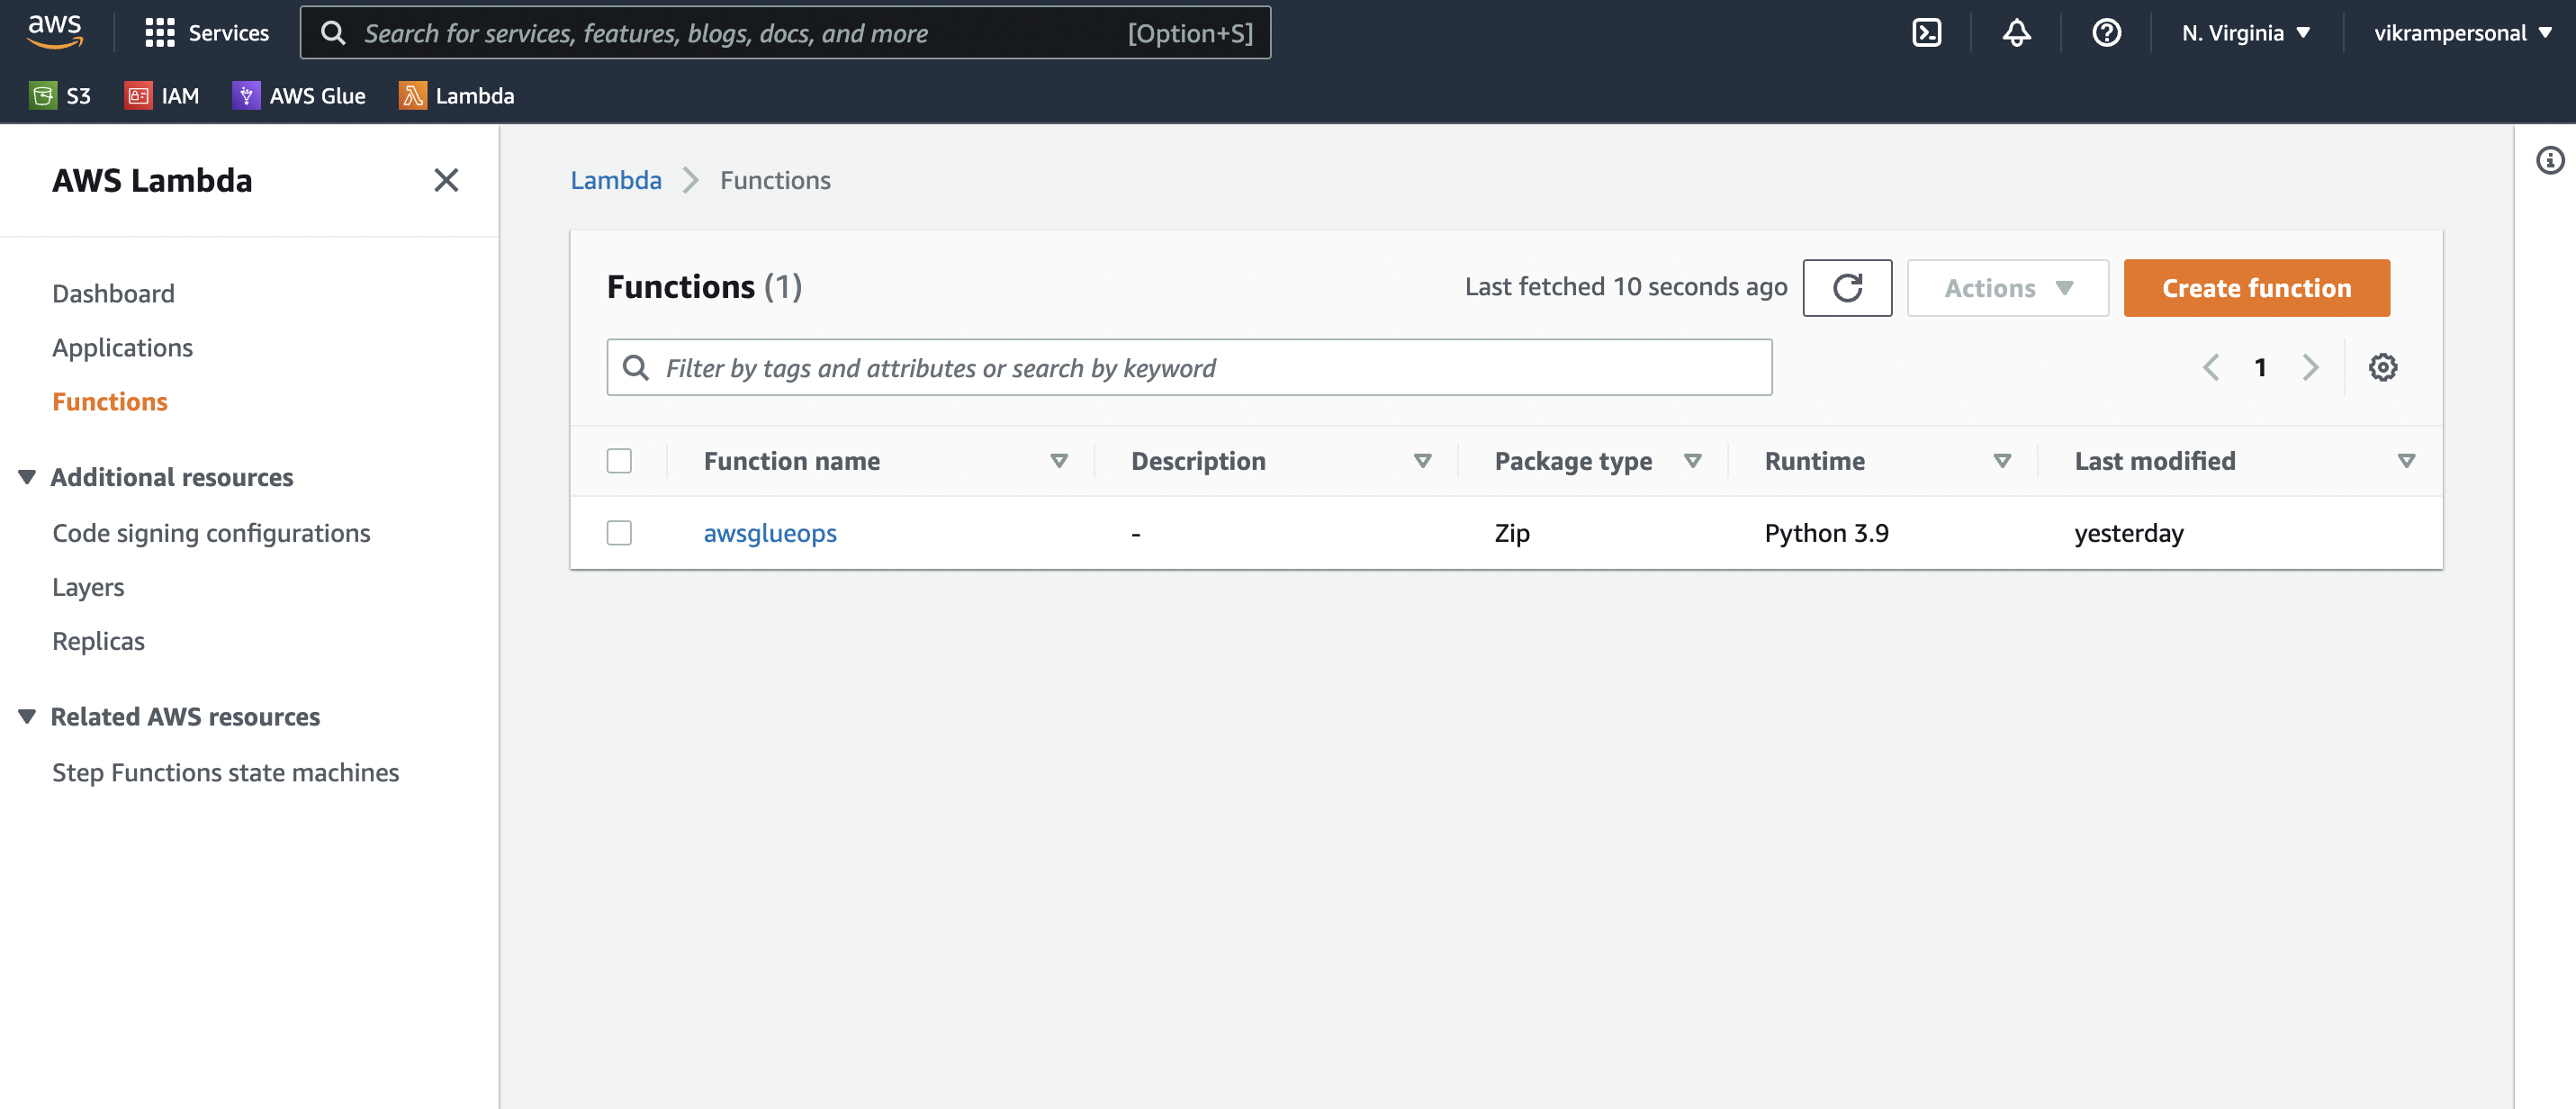 aws Services Search for services, features, blogs, docs, and more [Option+S] N. Virginia vikrampersonal
S3 IAM AWS Glue Lambda
AWS Lambda
Dashboard
Applications
Functions
Additional resources
Code signing configurations
Layers
Replicas
Related AWS resources
Step Functions state machines
Lambda Functions
Functions (1) Last fetched 10 seconds ago Actions Create function
Filter by tags and attributes or search by keyword 1
Function name Description Package type Runtime Last modified
awsglueops - Zip Python 3.9 yesterday